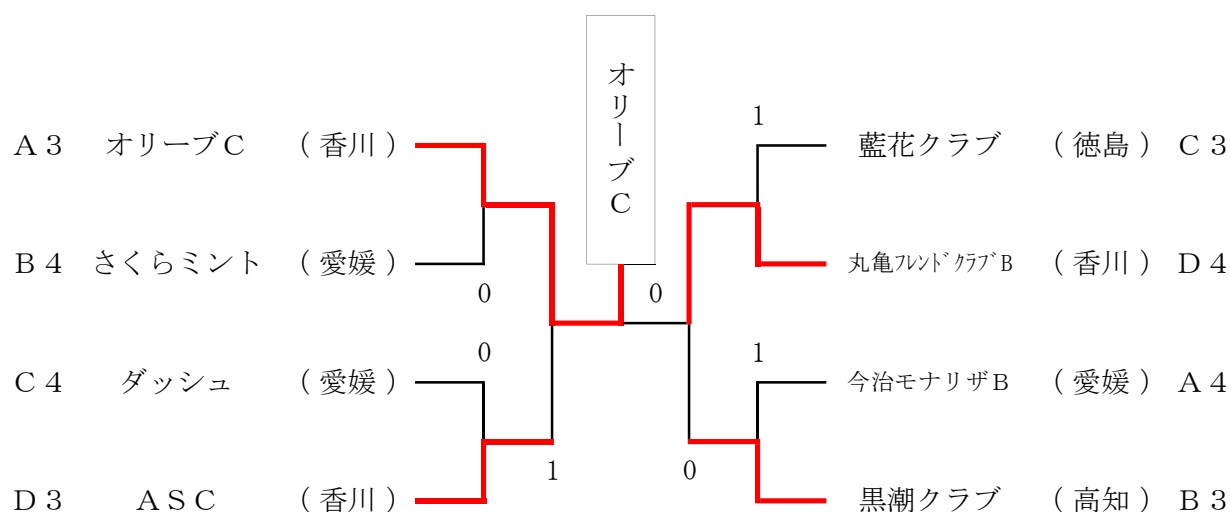 オリーブC
1
A3 オリーブC (香川)
藍花クラブ (徳島) C3
B4 さくらミント (愛媛)
丸亀フレンドクラブB (香川) D4
0
0
0
1
C4 ダッシュ (愛媛)
今治モナリザB (愛媛) A4
1
0
D3 ASC (香川)
黒潮クラブ (高知) B3